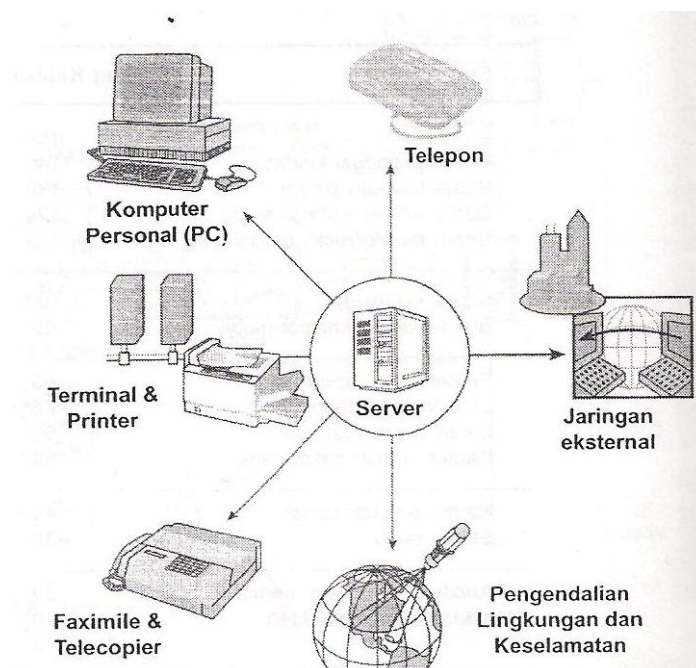 Telepon
Komputer
Personal (PC)
Terminal &
Printer
Server
Jaringan
eksternal
Faximile &
Telecopier
Pengendalian
Lingkungan dan
Keselamatan